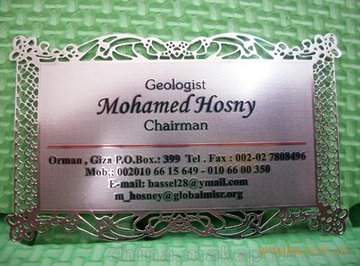 Geologist
Mohamed Hosny
Chairman
Orman , Giza P.O.Box.: 399 Tel . Fax : 002-02 7808496
Mob.: 002010 66 15 649 - 010 66 00 350
E-mail: bassel28@ymail.com
m_hosney@globalmisr.org